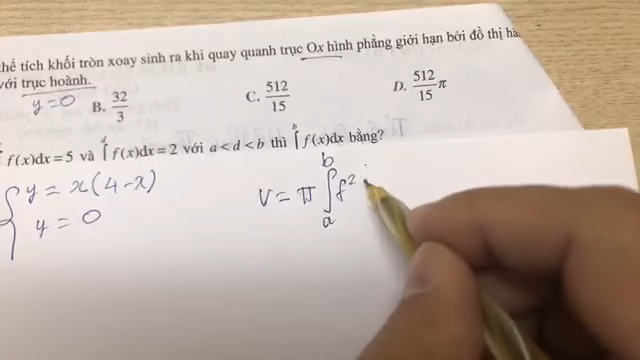 thể tích khối tròn xoay sinh ra khi quay quanh trục Ox hình phẳng giới hạn bởi đồ thị
với trục hoành.
y=0 B. 32/3 C. 512/15 D. 512/15 π
f(x)dx = 5 và ∫ᵈ f(x)dx = 2 với a < d < b thì ∫ᵇ f(x)dx bằng?
y = x(4-x)
y = 0
V = π ∫ₐᵇ f²